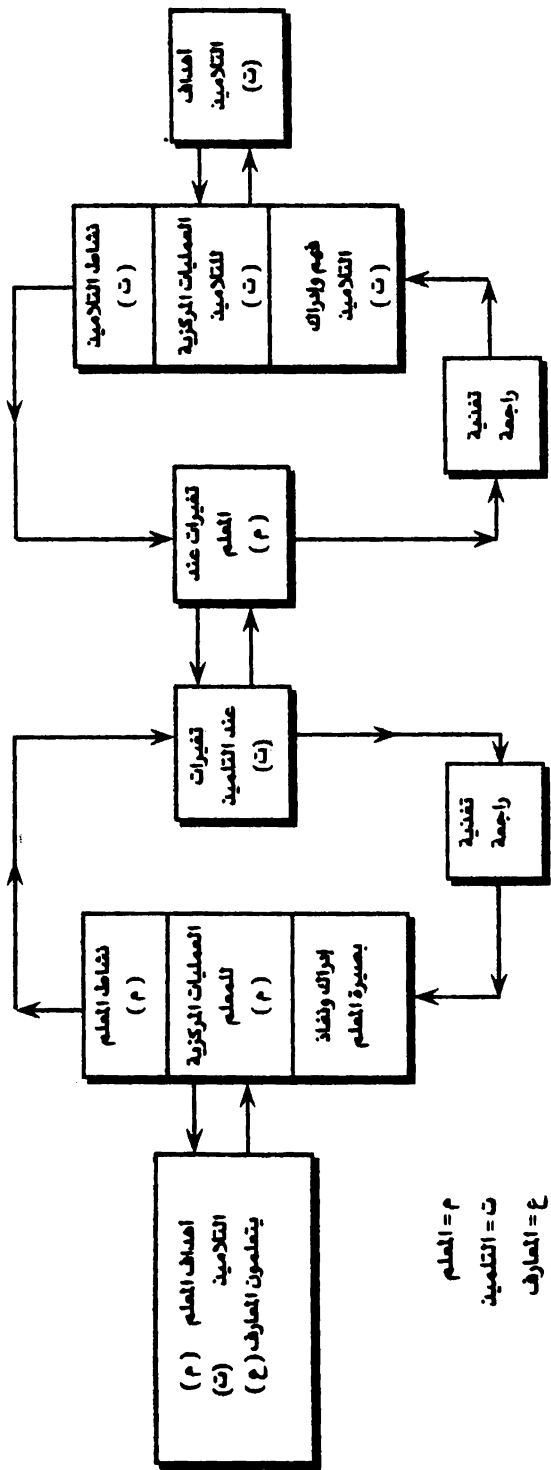 أهداف
التلاميذ
(ت)
نشاط التلاميذ
(ت)
العمليات المركزية
للتلاميذ
(ت)
فهم وإدراك
التلاميذ
(ت)
تغذية
راجعة
تغيرات عند
المعلم
(م)
تغيرات
عند التلميذ
(ت)
تغذية
راجعة
نشاط المعلم
(م)
العمليات المركزية
للمعلم
(م)
إدراك ونفاذ
بصيرة المعلم
أهداف المعلم (م)
التلاميذ (ت)
يتعلمون المعارف (ع)
م = المعلم
ت = التلميذ
ع = المعارف